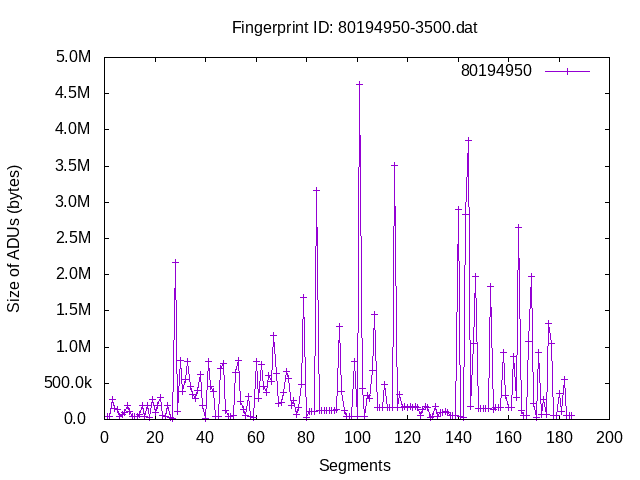 Fingerprint ID: 80194950-3500.dat
80194950
5.0M
4.5M
4.0M
3.5M
3.0M
2.5M
2.0M
1.5M
1.0M
500.0k
0.0
Size of ADUs (bytes)
0 20 40 60 80 100 120 140 160 180 200
Segments